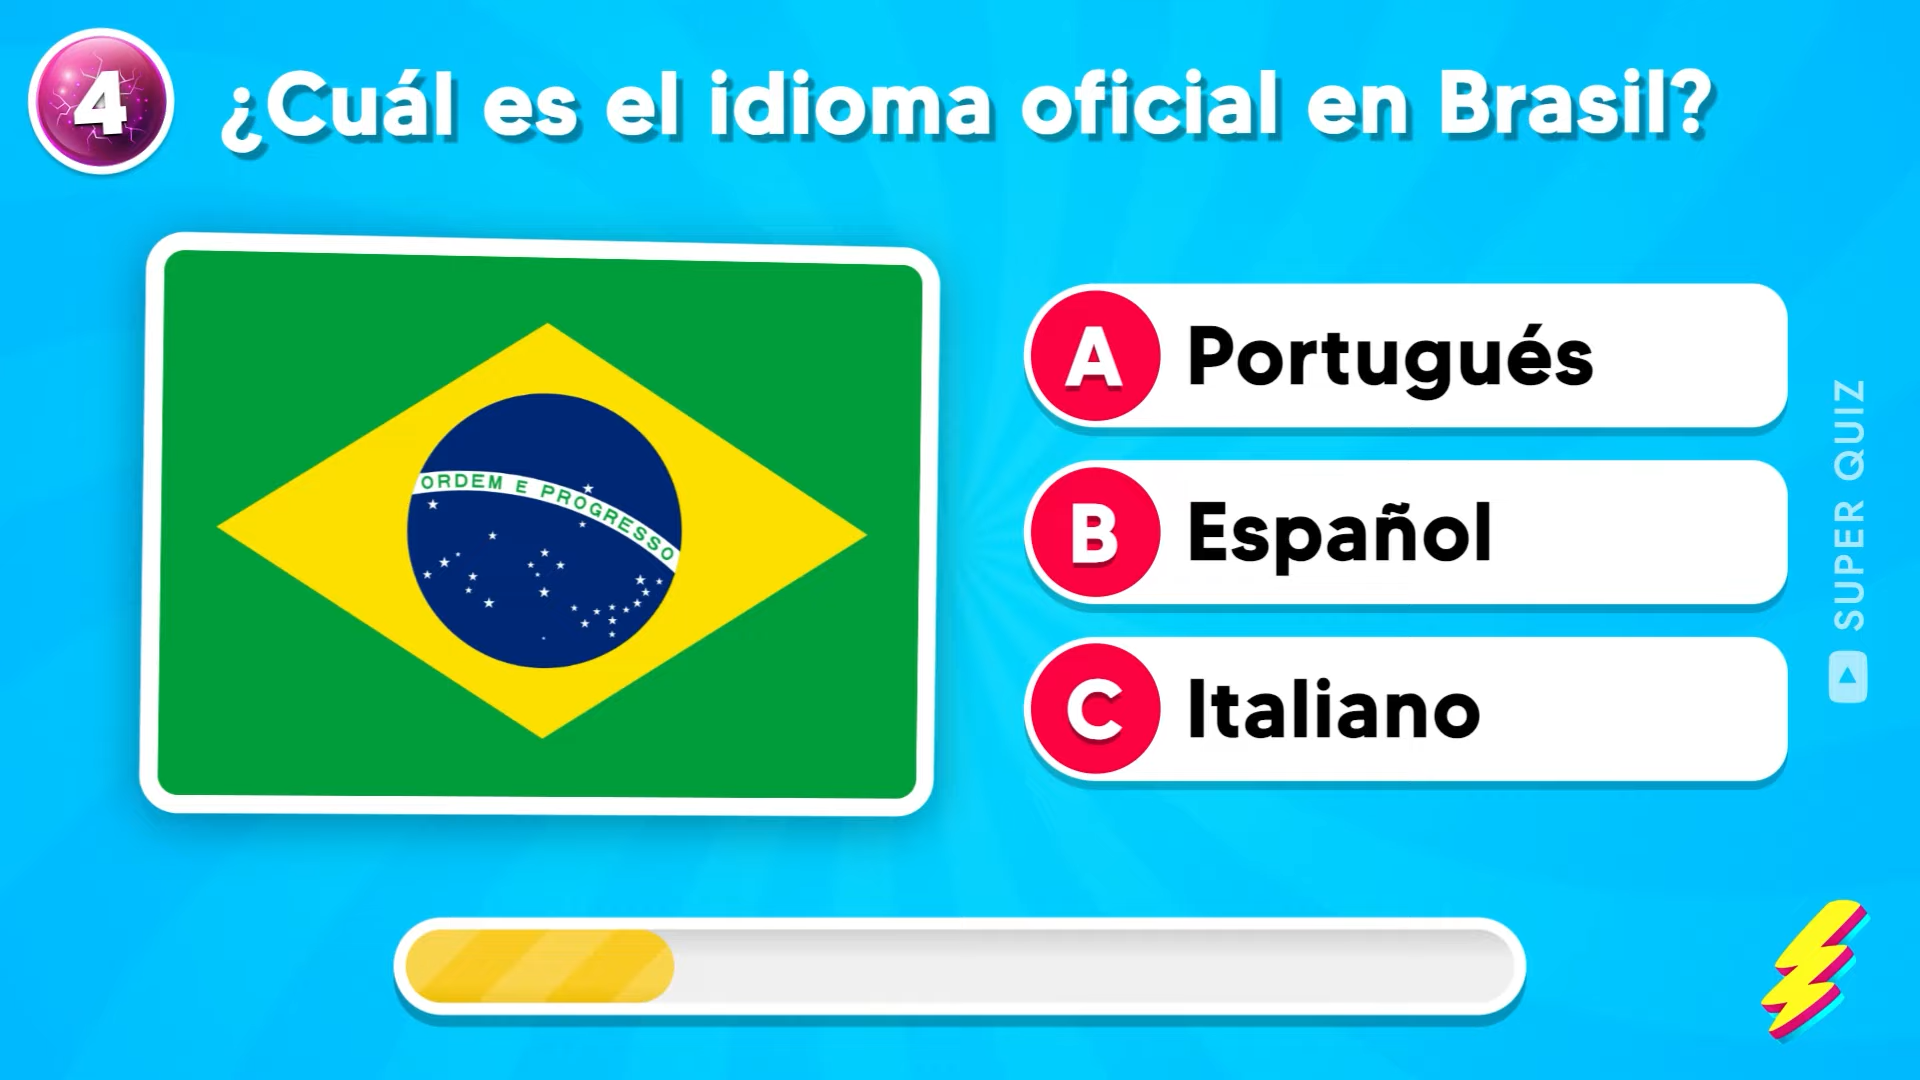 4
¿Cuál es el idioma oficial en Brasil?
ORDEM E PROGRESSO
A Portugués
B Español
C Italiano
SUPER QUIZ